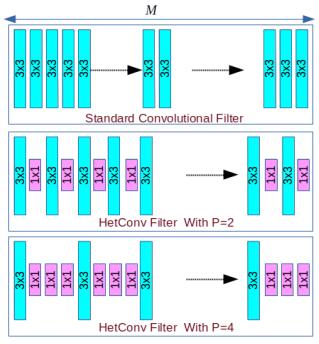 M
3x3 3x3 3x3 3x3 3x3 3x3 3x3 3x3 3x3 3x3
Standard Convolutional Filter
3x3 1x1 3x3 1x1 3x3 1x1 3x3 1x1 3x3 3x3 1x1 3x3 1x1
HetConv Filter With P=2
3x3 1x1 1x1 1x1 3x3 1x1 1x1 1x1 3x3 3x3 1x1 1x1 1x1
HetConv Filter With P=4